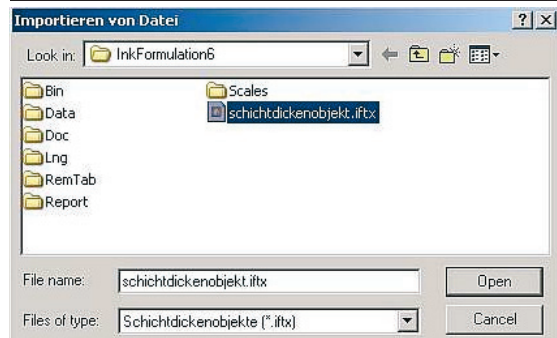 Importieren von Datei
Look in: InkFormulation6
Bin
Data
Doc
Lng
RemTab
Report
Scales
schichtdickenobjekt.iftx
File name: schichtdickenobjekt.iftx Open
Files of type: Schichtdickenobjekte (*.iftx) Cancel